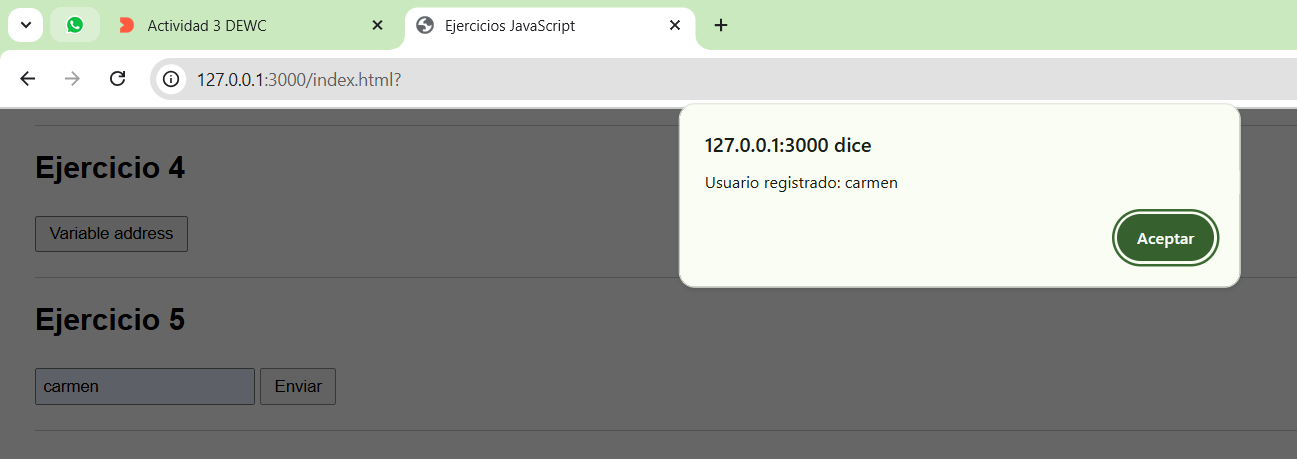 Actividad 3 DEWC
Ejercicios JavaScript
127.0.0.1:3000/index.html?
127.0.0.1:3000 dice
Usuario registrado: carmen
Aceptar
Ejercicio 4
Variable address
Ejercicio 5
carmen
Enviar